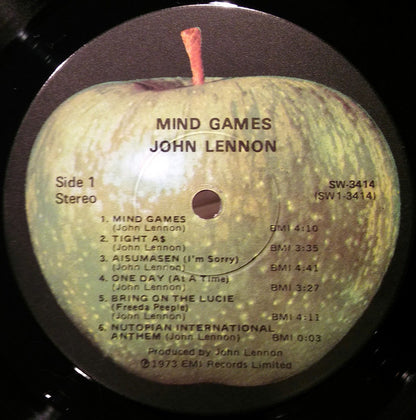 MIND GAMES
JOHN LENNON
Side 1
Stereo
SW-3414
(SW1-3414)
1. MIND GAMES
(John Lennon) BMI 4:10
2. TIGHT A$
(John Lennon) BMI 3:35
3. AISUMASEN (I'm Sorry)
(John Lennon) BMI 4:41
4. ONE DAY (At A Time)
(John Lennon) BMI 3:27
5. BRING ON THE LUCIE
(Freeda Peeple)
(John Lennon) BMI 4:11
6. NUTOPIAN INTERNATIONAL
ANTHEM (John Lennon) BMI 0:03
Produced by John Lennon
℗1973 EMI Records Limited